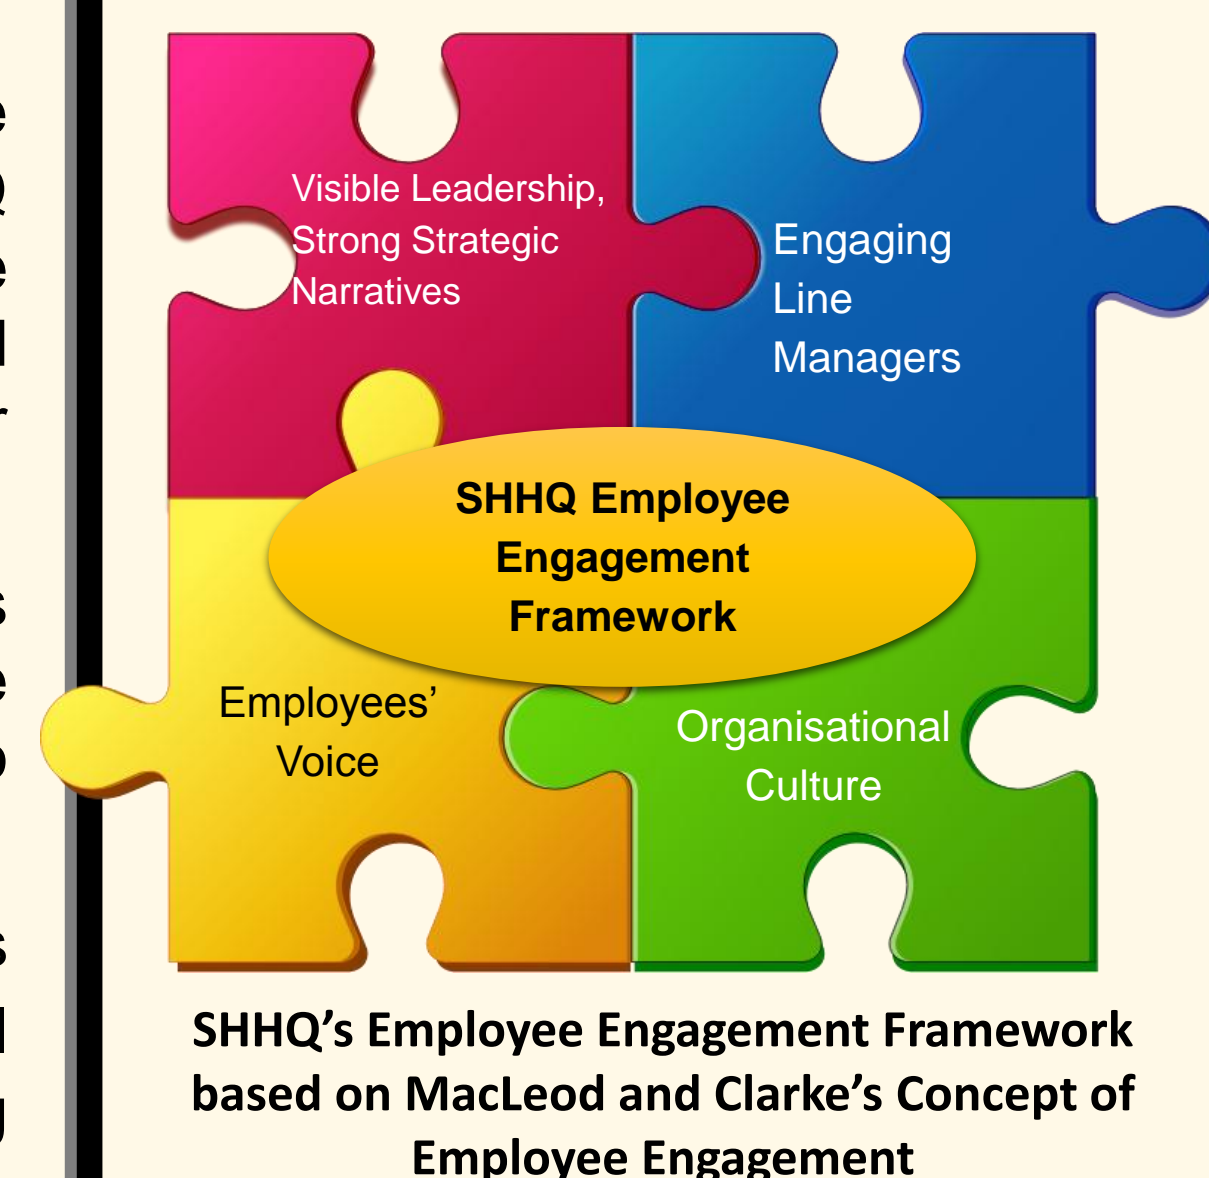 Visible Leadership,
Strong Strategic
Narratives
Engaging
Line
Managers
SHHQ Employee
Engagement
Framework
Employees’
Voice
Organisational
Culture
SHHQ’s Employee Engagement Framework
based on MacLeod and Clarke’s Concept of
Employee Engagement